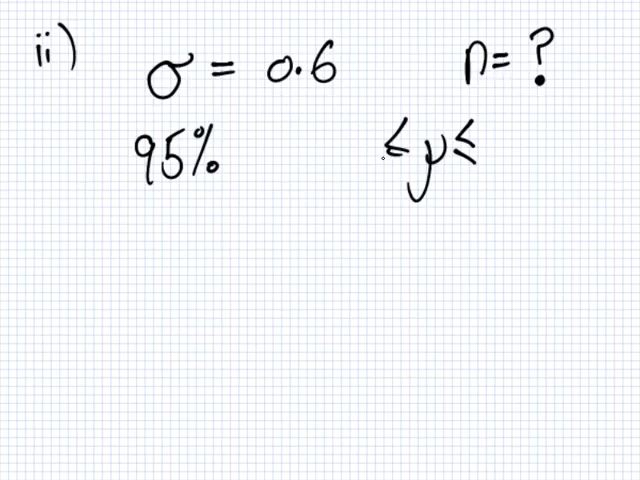 ii) σ = 0.6 n= ?
95% ≤ μ ≤